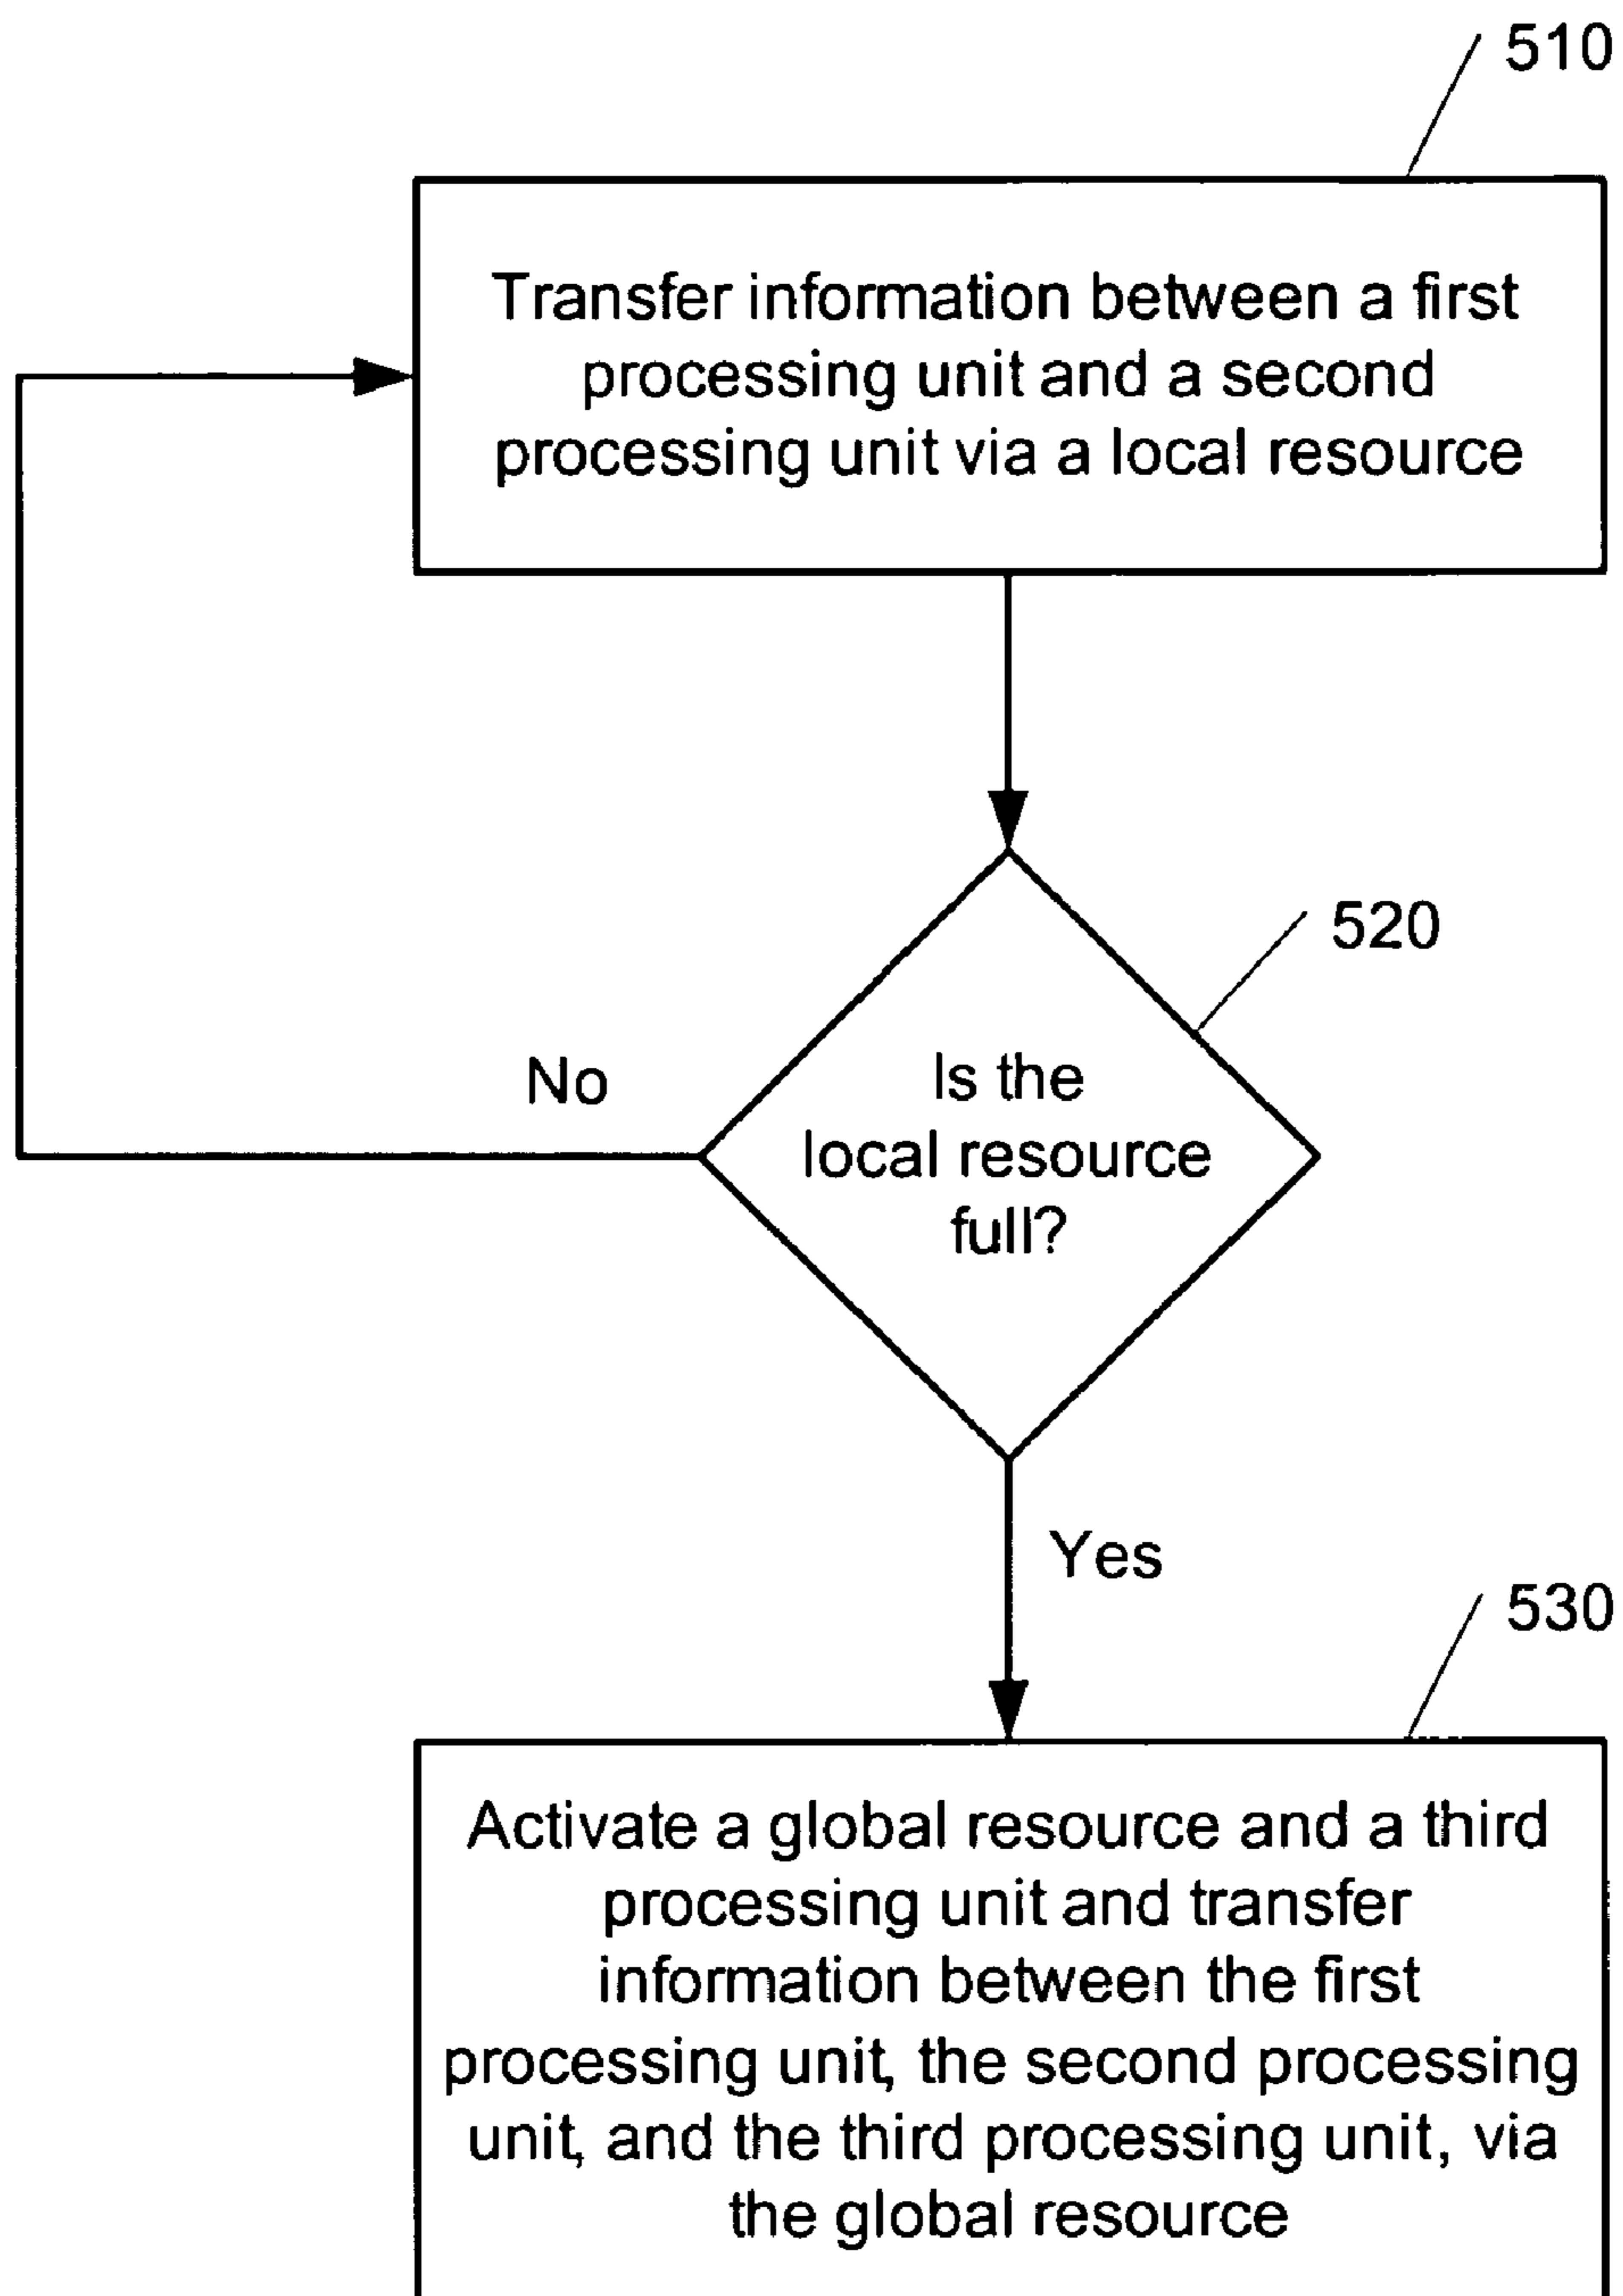 510
Transfer information between a first
processing unit and a second
processing unit via a local resource
520
Is the
local resource
full?
No
Yes
530
Activate a global resource and a third
processing unit and transfer
information between the first
processing unit, the second processing
unit, and the third processing unit, via
the global resource